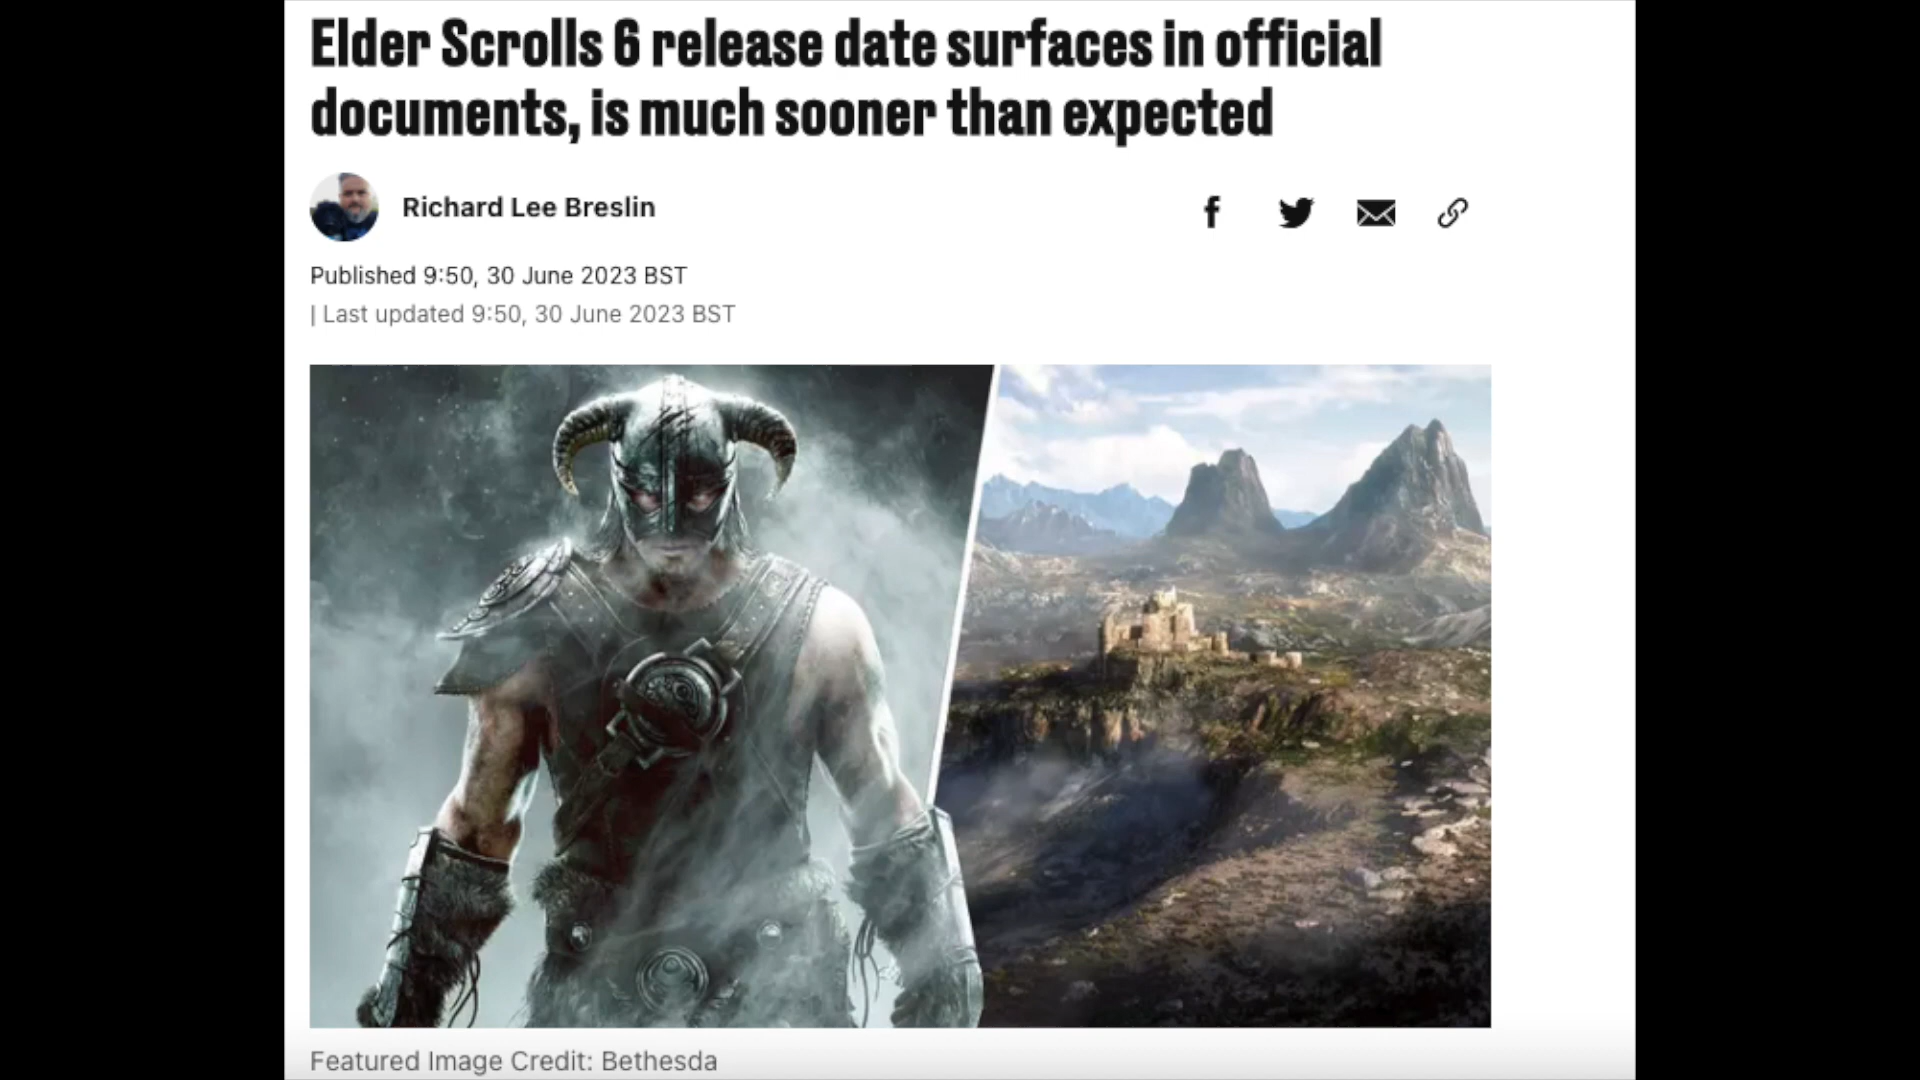 Elder Scrolls 6 release date surfaces in official
documents, is much sooner than expected
Richard Lee Breslin
Published 9:50, 30 June 2023 BST
| Last updated 9:50, 30 June 2023 BST
Featured Image Credit: Bethesda